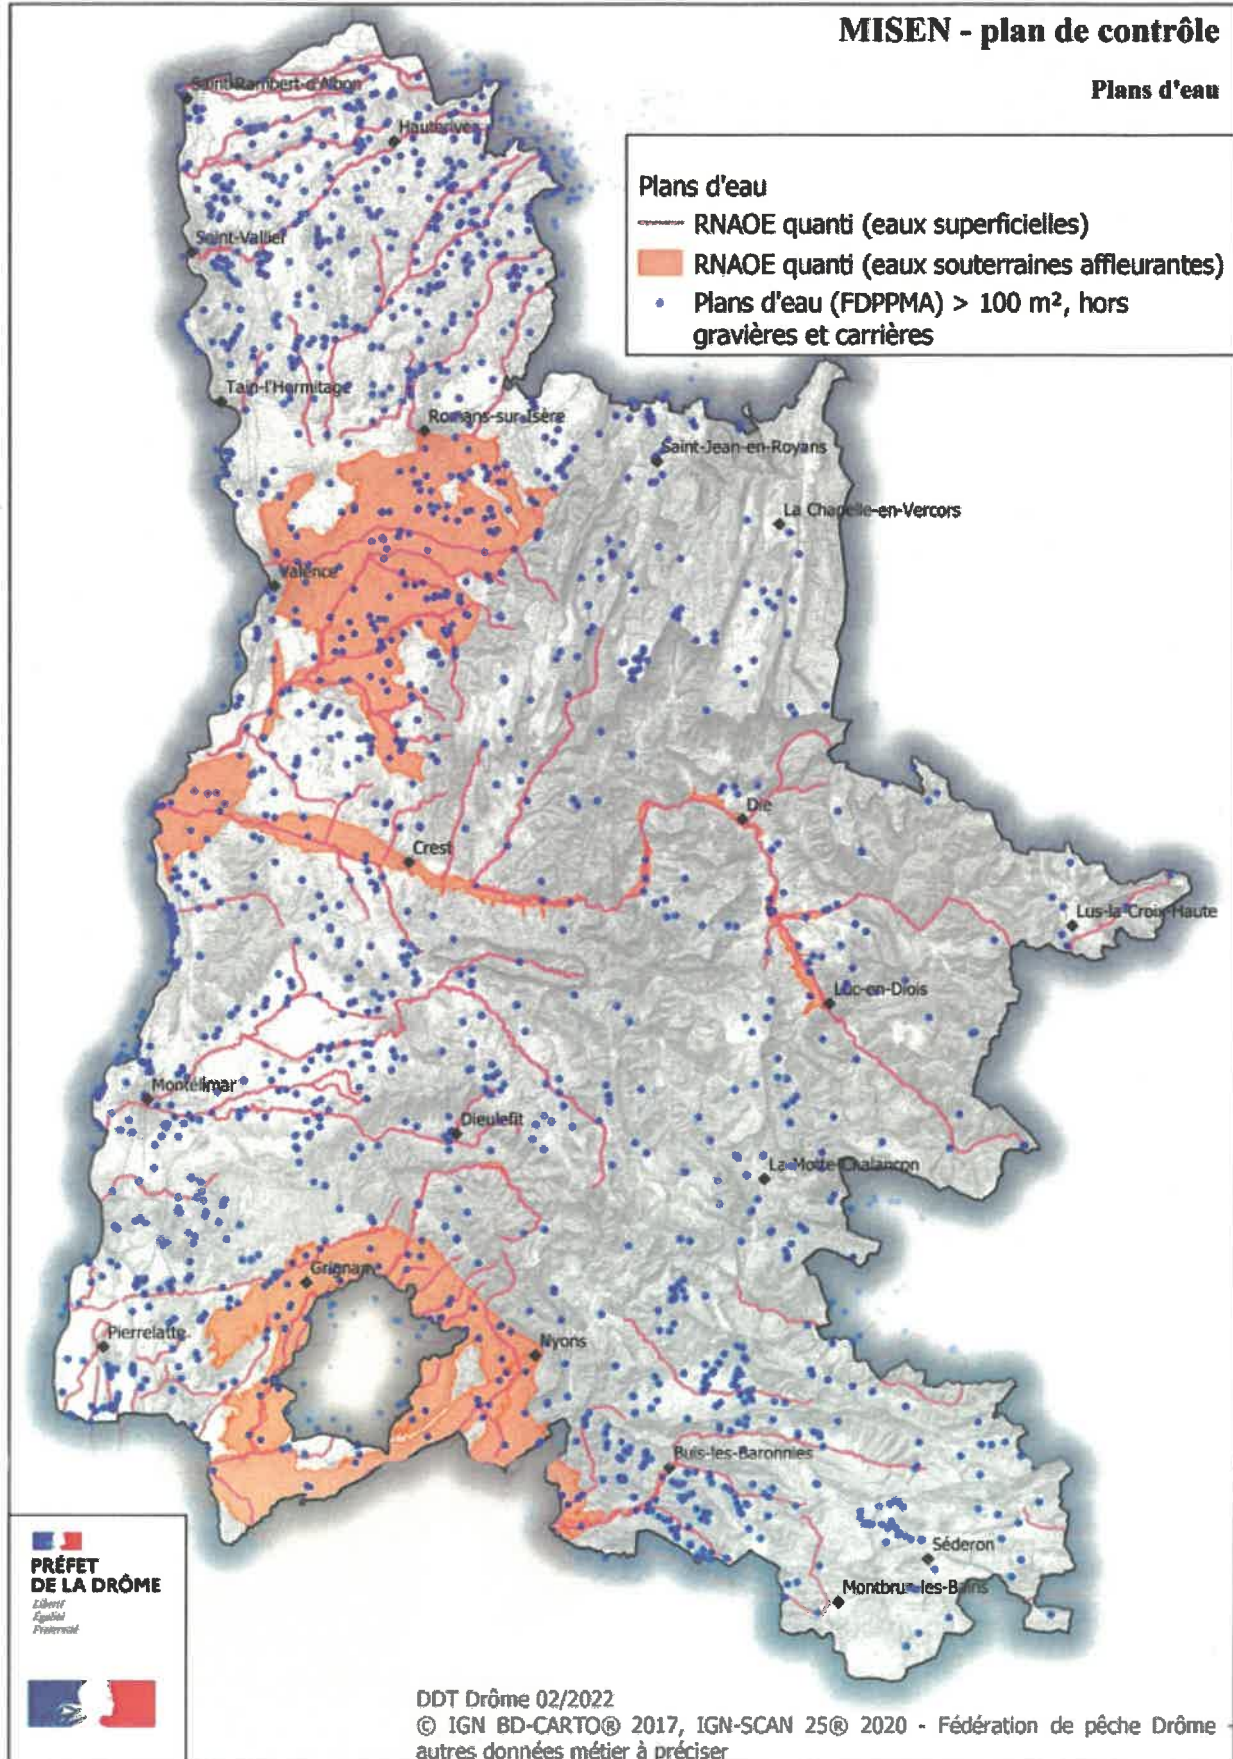 MISEN - plan de contrôle
Plans d'eau
Plans d'eau
RNAOE quanti (eaux superficielles)
RNAOE quanti (eaux souterraines affleurantes)
Plans d'eau (FDPPMA) > 100 m², hors
gravières et carrières
Saint-Rambert-d'Albon
Hauterives
Saint-Vallier
Tain-l'Hermitage
Romans-sur-Isère
Saint-Jean-en-Royans
La Chapelle-en-Vercors
Valence
Die
Crest
Lus-la-Croix-Haute
Luc-en-Diois
Montélimar
Dieulefit
La Motte-Chalancon
Grignan
Pierrelatte
Nyons
Buis-les-Baronnies
Séderon
Montbrun-les-Bains
PRÉFET
DE LA DRÔME
Liberté
Égalité
Fraternité
DDT Drôme 02/2022
© IGN BD-CARTO® 2017, IGN-SCAN 25® 2020 - Fédération de pêche Drôme -
autres données métier à préciser